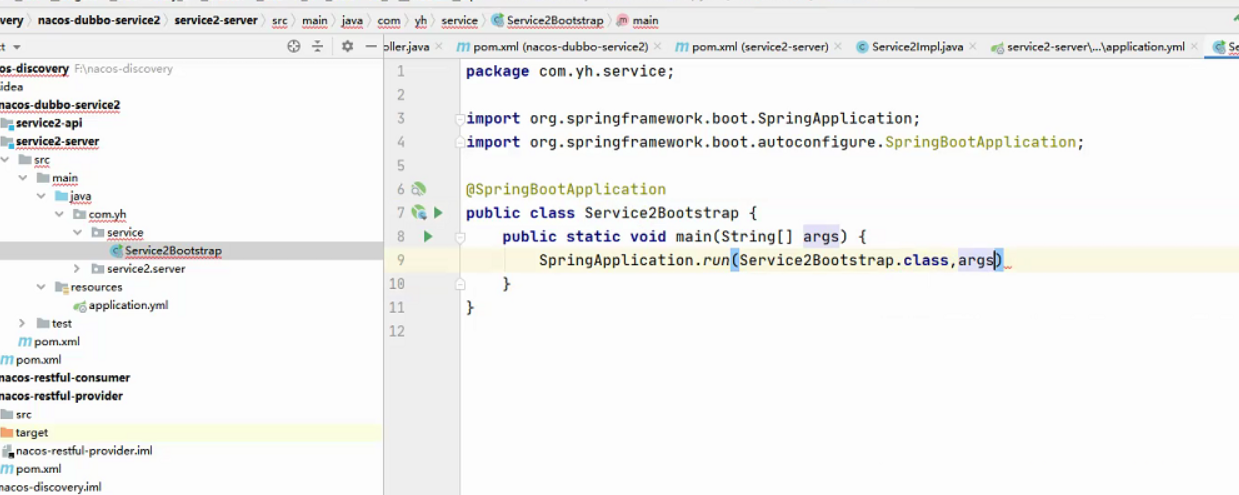 very nacos-dubbo-service2 service2-server src main java com yh service Service2Bootstrap main
oller.java pom.xml (nacos-dubbo-service2) pom.xml (service2-server) Service2Impl.java service2-server\...\application.yml Se
os-discovery F:\nacos-discovery
idea
nacos-dubbo-service2
service2-api
service2-server
src
main
java
com.yh
service
Service2Bootstrap
service2.server
resources
application.yml
test
pom.xml
pom.xml
nacos-restful-consumer
nacos-restful-provider
src
target
nacos-restful-provider.iml
pom.xml
nacos-discovery.iml
1 package com.yh.service;
2
3 import org.springframework.boot.SpringApplication;
4 import org.springframework.boot.autoconfigure.SpringBootApplication;
5
6 @SpringBootApplication
7 public class Service2Bootstrap {
8 public static void main(String[] args) {
9 SpringApplication.run(Service2Bootstrap.class,args)
10 }
11 }
12